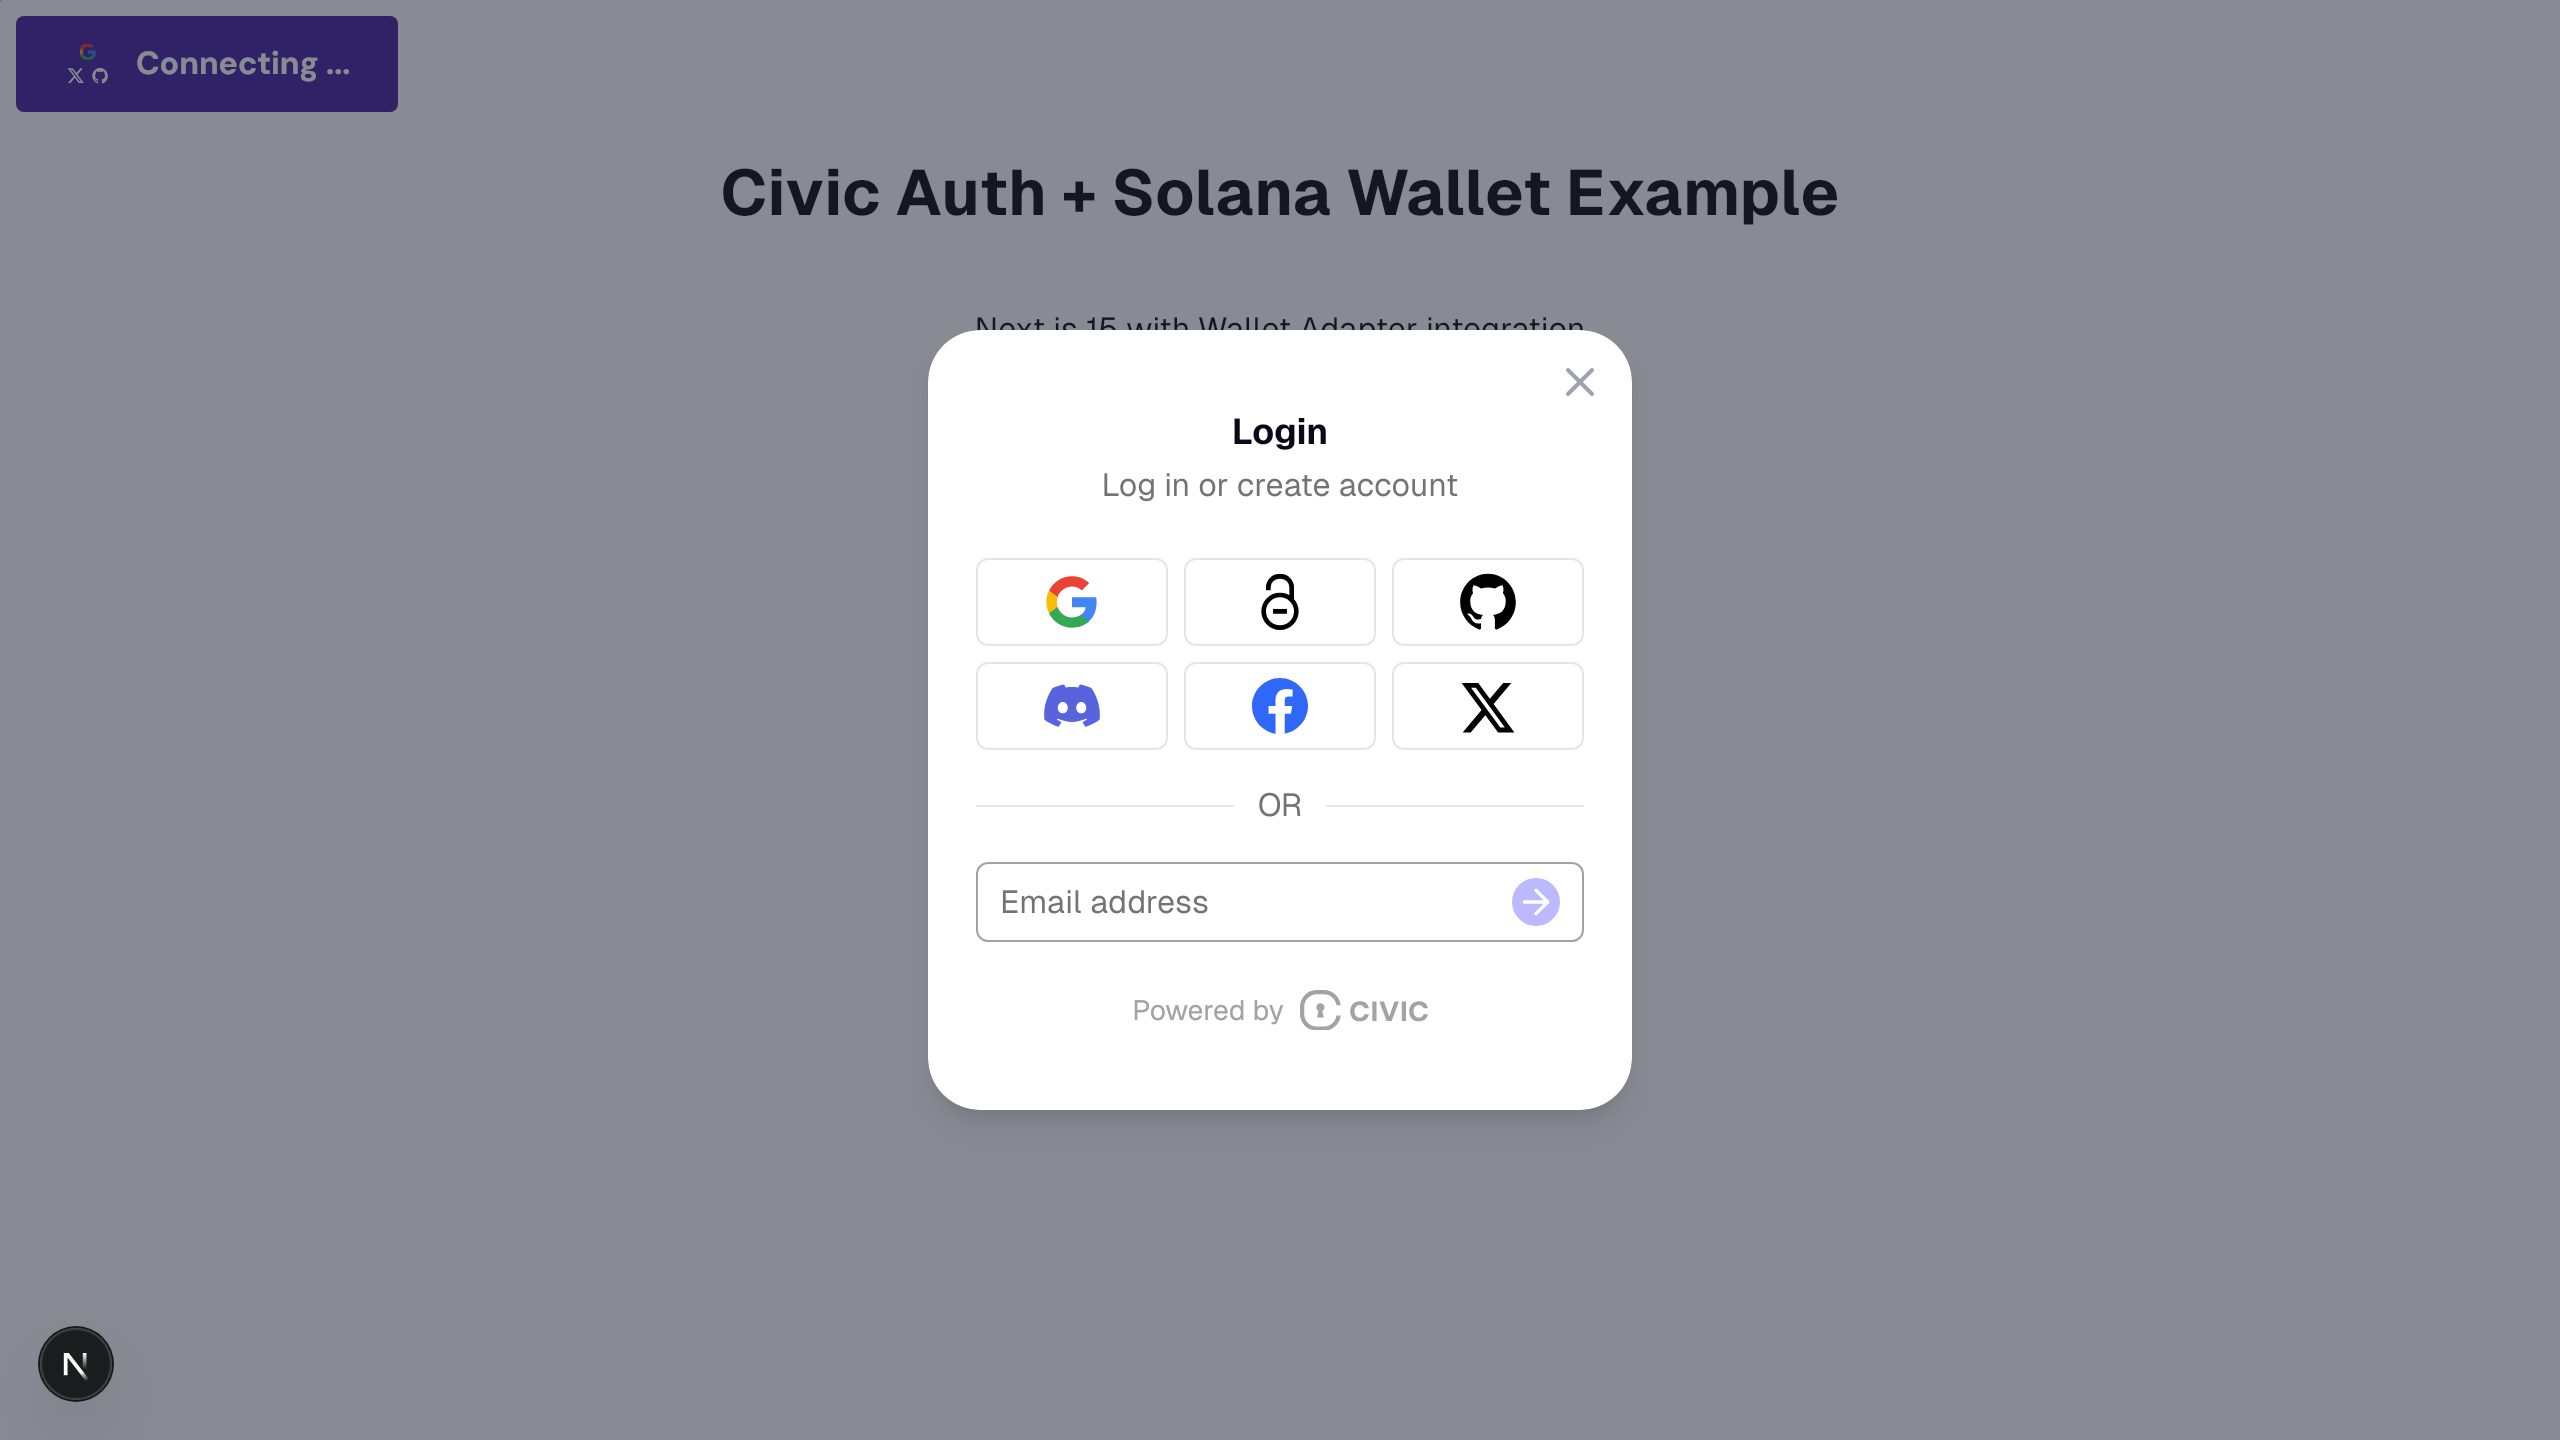 Connecting ...
Civic Auth + Solana Wallet Example
Next is 15 with Wallet Adapter integration
Login
Log in or create account
OR
Email address
Powered by CIVIC
N